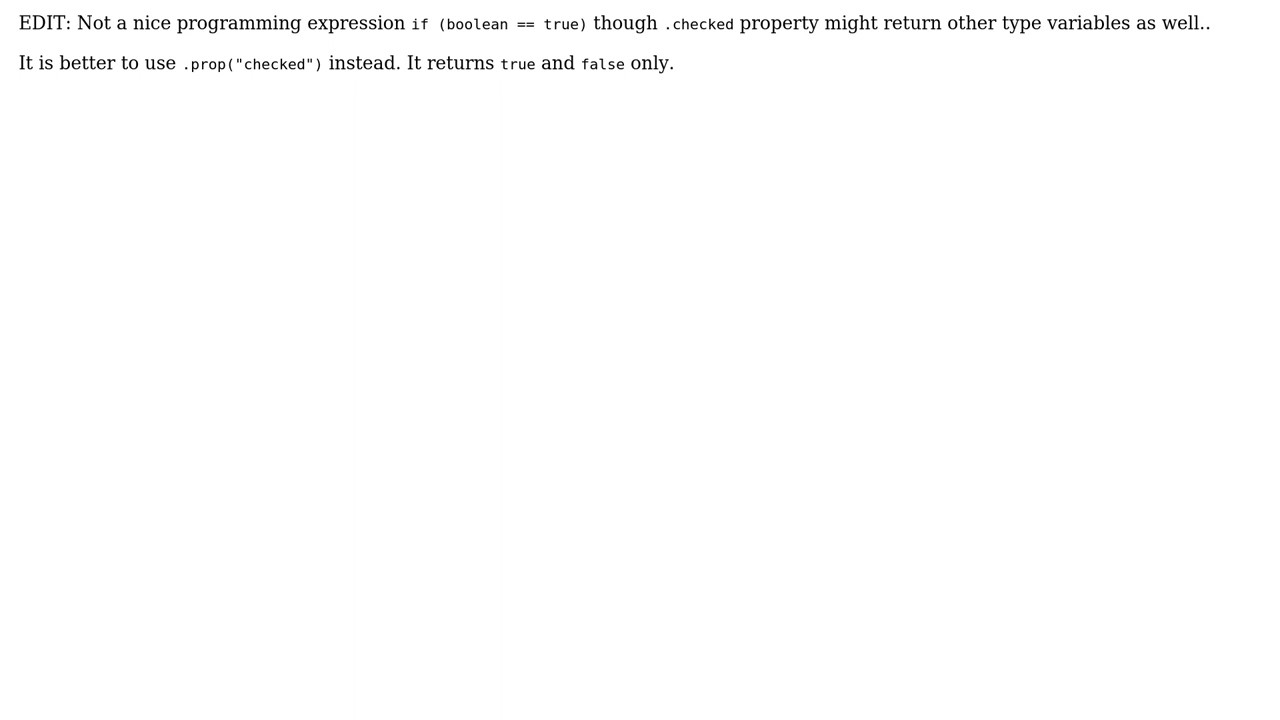 EDIT: Not a nice programming expression if (boolean == true) though .checked property might return other type variables as well..
It is better to use .prop("checked") instead. It returns true and false only.